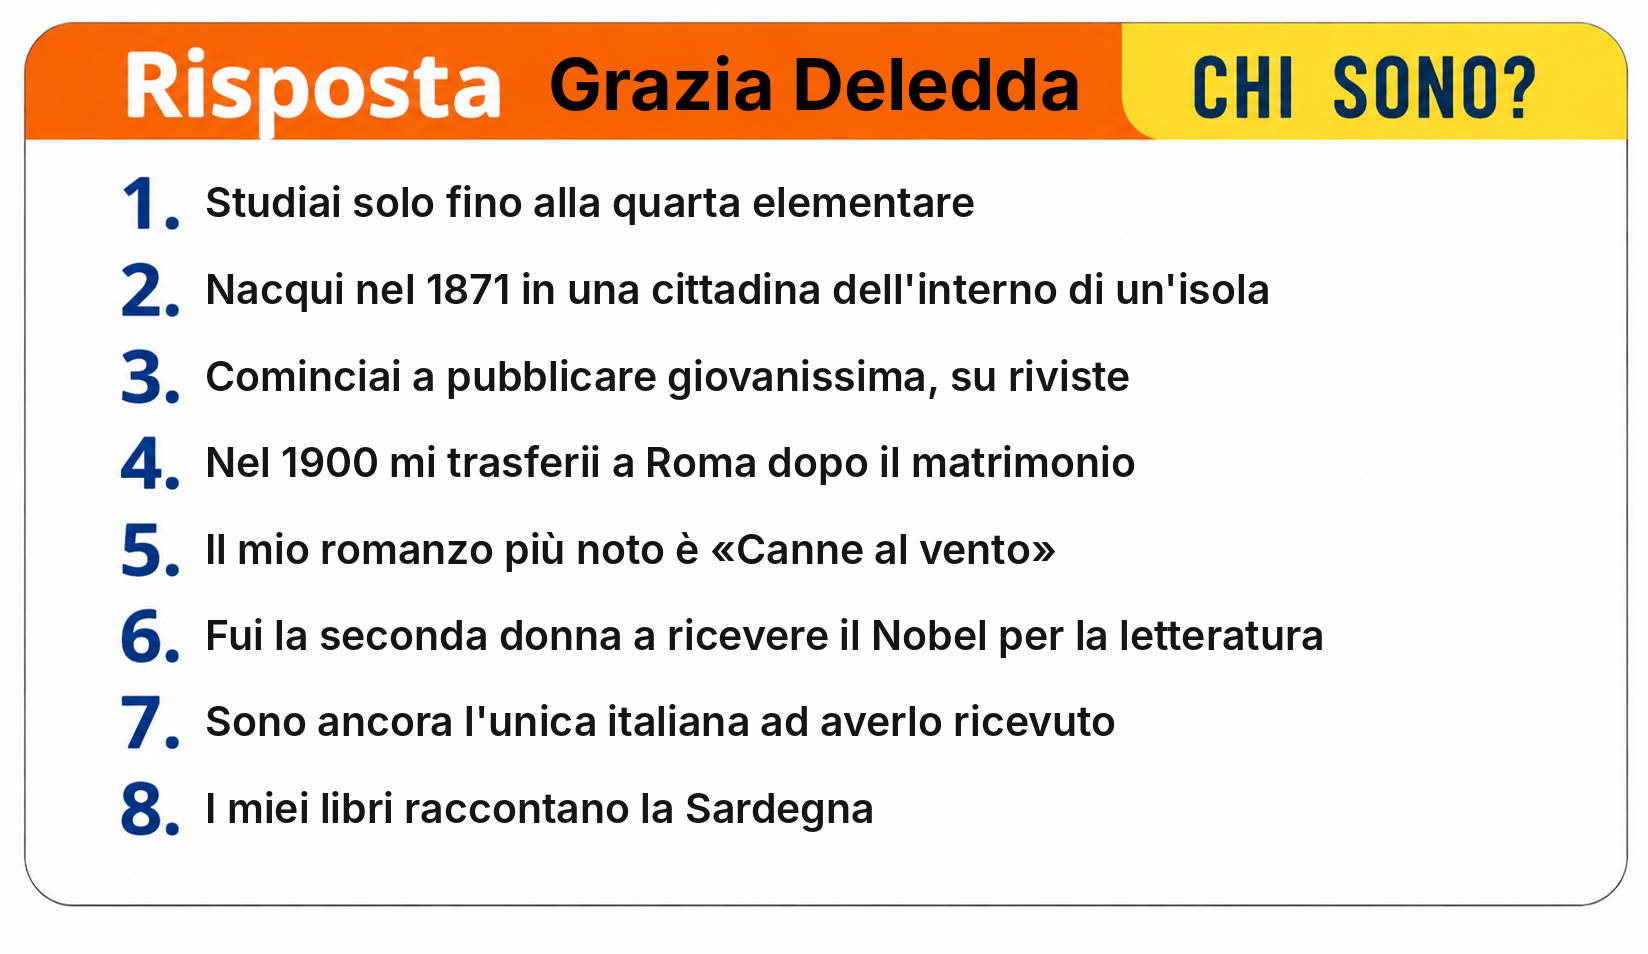 Risposta Grazia Deledda CHI SONO?
1. Studiai solo fino alla quarta elementare
2. Nacqui nel 1871 in una cittadina dell'interno di un'isola
3. Cominciai a pubblicare giovanissima, su riviste
4. Nel 1900 mi trasferii a Roma dopo il matrimonio
5. Il mio romanzo più noto è «Canne al vento»
6. Fui la seconda donna a ricevere il Nobel per la letteratura
7. Sono ancora l'unica italiana ad averlo ricevuto
8. I miei libri raccontano la Sardegna